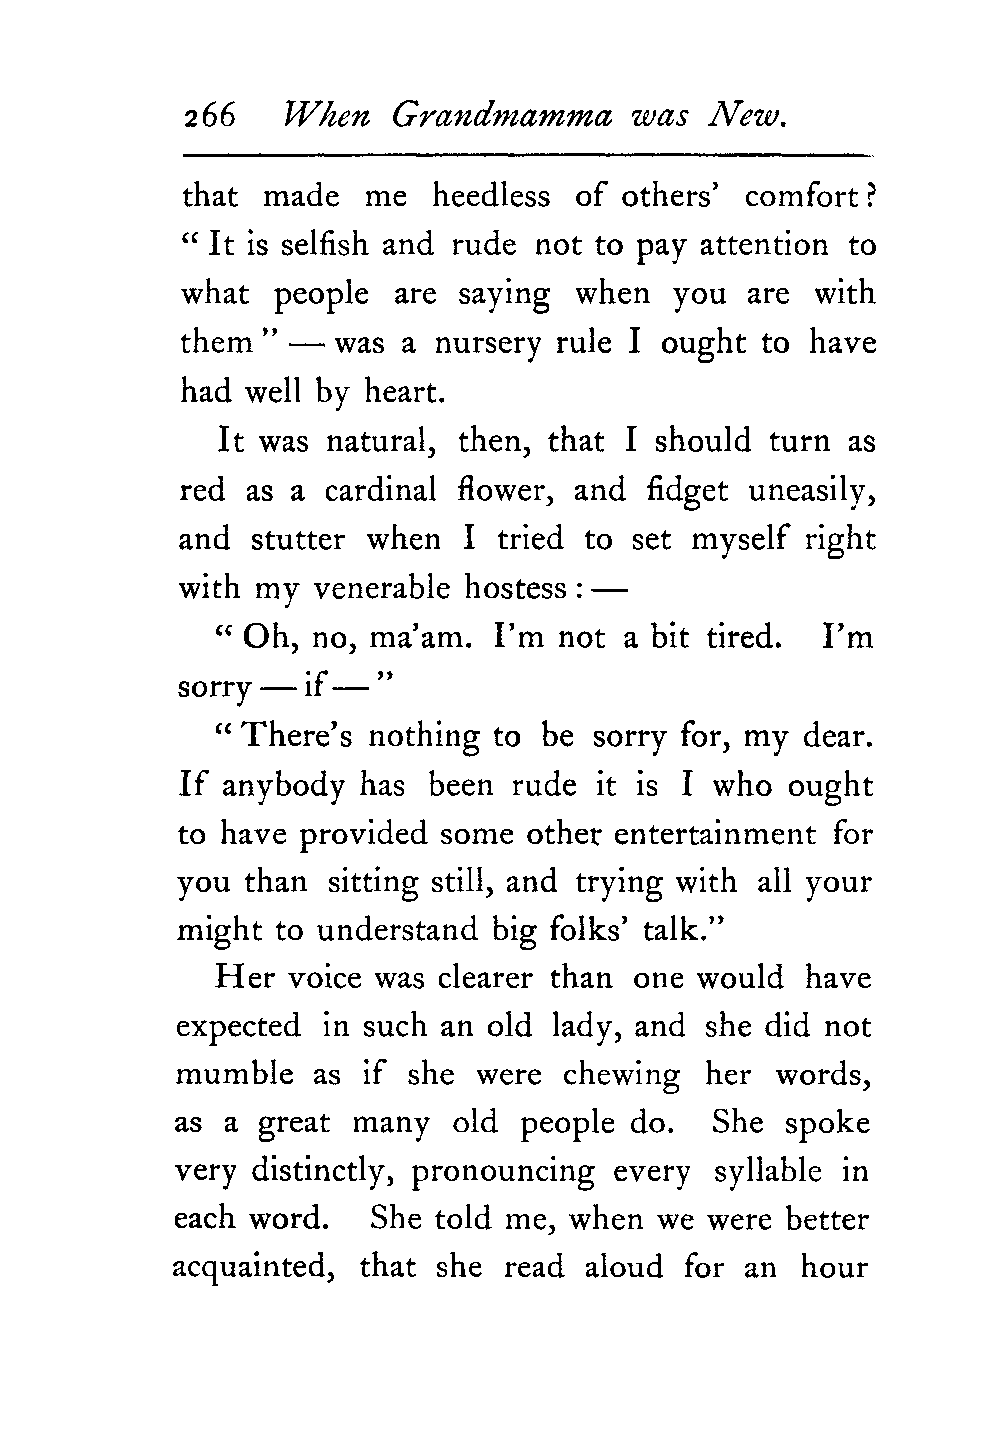 266 When Grandmamma was New.
that made me heedless of others' comfort?
“It is selfish and rude not to pay attention to
what people are saying when you are with
them” — was a nursery rule I ought to have
had well by heart.
It was natural, then, that I should turn as
red as a cardinal flower, and fidget uneasily,
and stutter when I tried to set myself right
with my venerable hostess: —
“Oh, no, ma'am. I'm not a bit tired. I'm
sorry — if — ”
“There's nothing to be sorry for, my dear.
If anybody has been rude it is I who ought
to have provided some other entertainment for
you than sitting still, and trying with all your
might to understand big folks' talk.”
Her voice was clearer than one would have
expected in such an old lady, and she did not
mumble as if she were chewing her words,
as a great many old people do. She spoke
very distinctly, pronouncing every syllable in
each word. She told me, when we were better
acquainted, that she read aloud for an hour